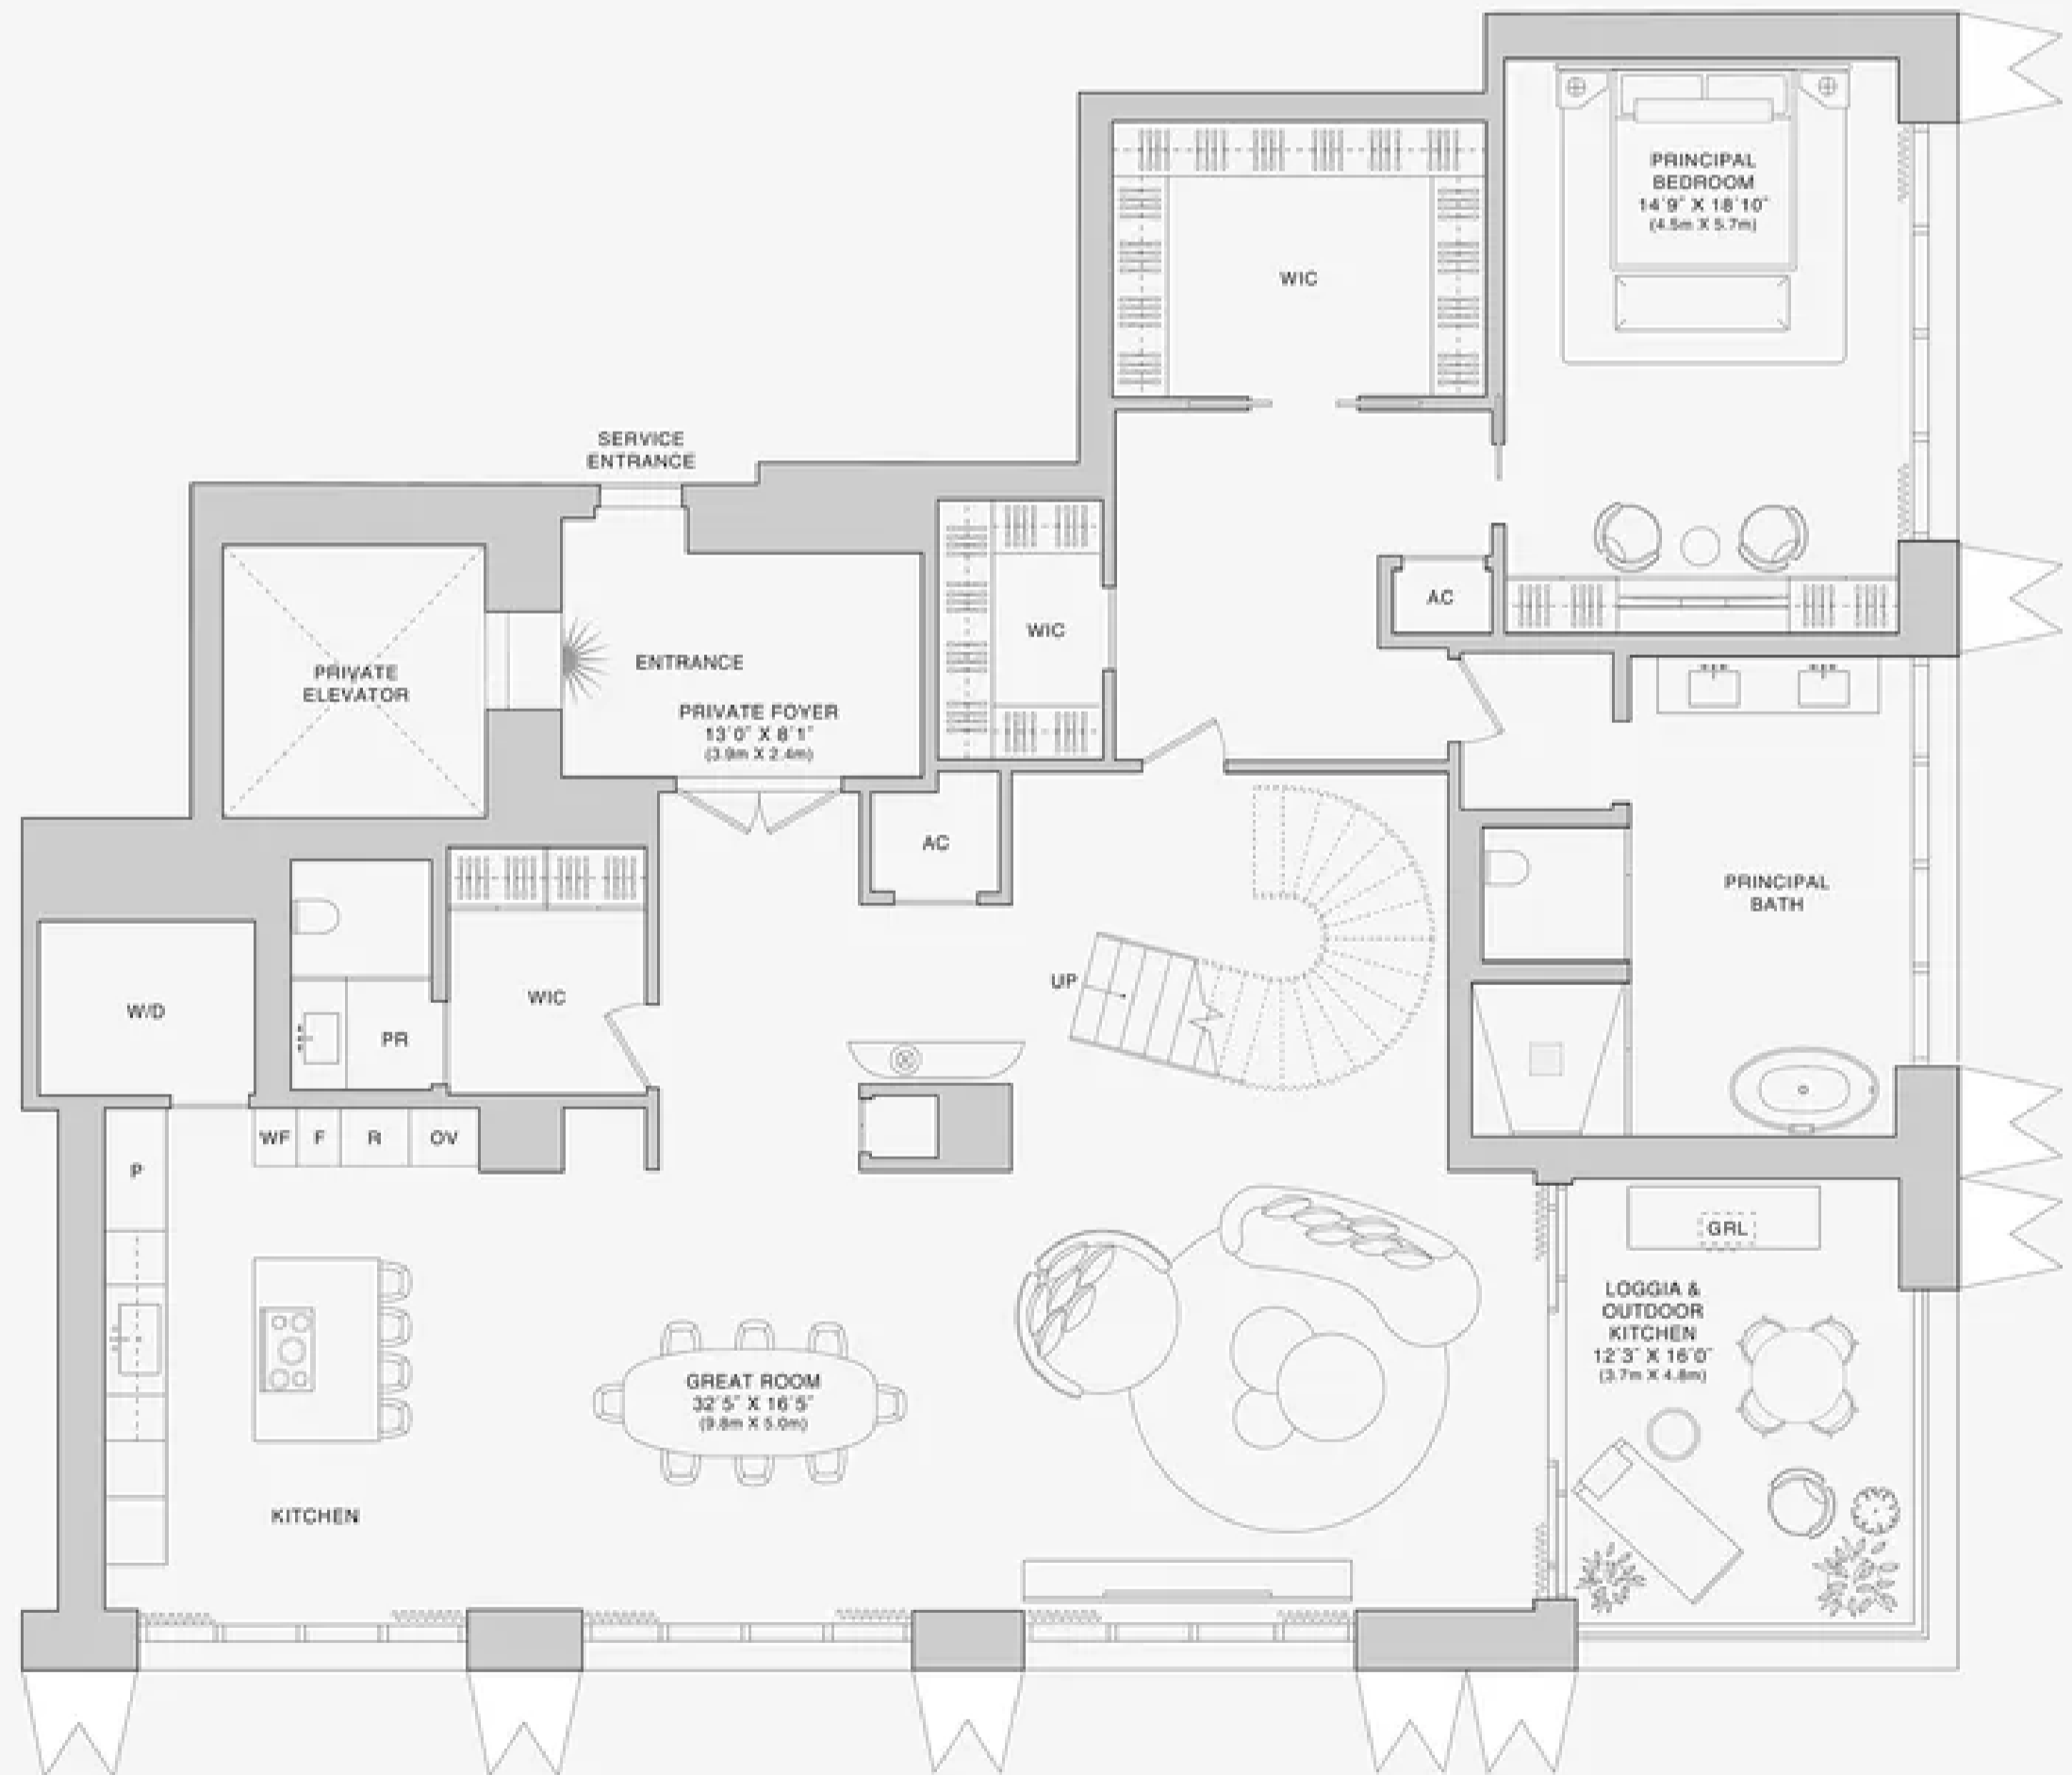 PRINCIPAL
BEDROOM
14'9" X 18'10"
(4.5m X 5.7m)
WIC
SERVICE
ENTRANCE
AC
WIC
ENTRANCE
PRIVATE
ELEVATOR
PRIVATE FOYER
13'0" X 8'1"
(3.9m X 2.4m)
AC
PRINCIPAL
BATH
UP
WIC
W/D
PR
WF
F
R
OV
P
GRL
LOGGIA &
OUTDOOR
KITCHEN
12'3" X 16'0"
(3.7m X 4.8m)
GREAT ROOM
32'5" X 16'5"
(9.8m X 5.0m)
KITCHEN